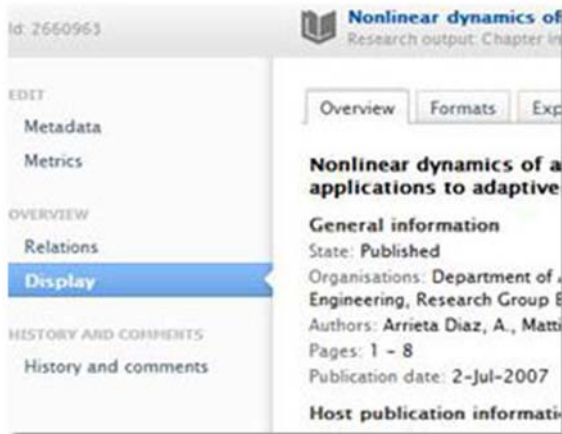 Id: 2660963
Nonlinear dynamics of
Research output: Chapter in
EDIT
Metadata
Metrics
OVERVIEW
Relations
Display
HISTORY AND COMMENTS
History and comments
Overview Formats Exp
Nonlinear dynamics of a
applications to adaptive
General information
State: Published
Organisations: Department of
Engineering, Research Group
Authors: Arrieta Diaz, A., Matti
Pages: 1 - 8
Publication date: 2-Jul-2007
Host publication informati